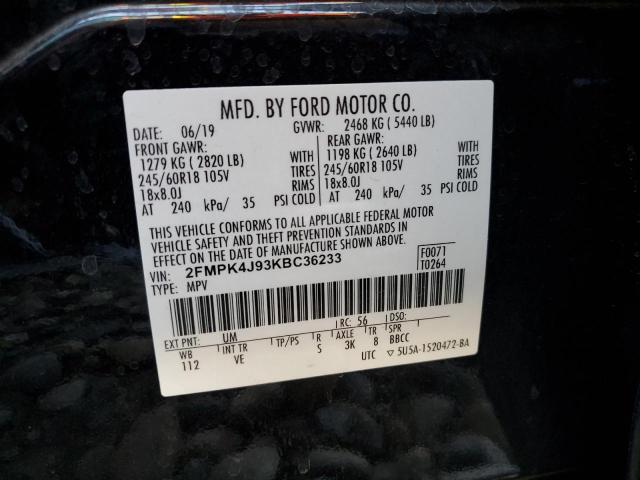 MFD. BY FORD MOTOR CO.
DATE: 06/19 GVWR: 2468 KG ( 5440 LB)
FRONT GAWR: REAR GAWR:
1279 KG ( 2820 LB) WITH 1198 KG ( 2640 LB) WITH
245/60R18 105V TIRES 245/60R18 105V TIRES
18x8.0J RIMS 18x8.0J RIMS
AT 240 kPa/ 35 PSI COLD AT 240 kPa/ 35 PSI COLD
THIS VEHICLE CONFORMS TO ALL APPLICABLE FEDERAL MOTOR
VEHICLE SAFETY AND THEFT PREVENTION STANDARDS IN
EFFECT ON THE DATE OF MANUFACTURE SHOWN ABOVE.
VIN: 2FMPK4J93KBC36233 F0071
TYPE: MPV T0264
EXT PNT: UM RC: 56 DSO:
WB INT TR TP/PS R AXLE TR SPR
112 VE S 3K 8 BBCC
UTC ▽ 5U5A-1520472-BA